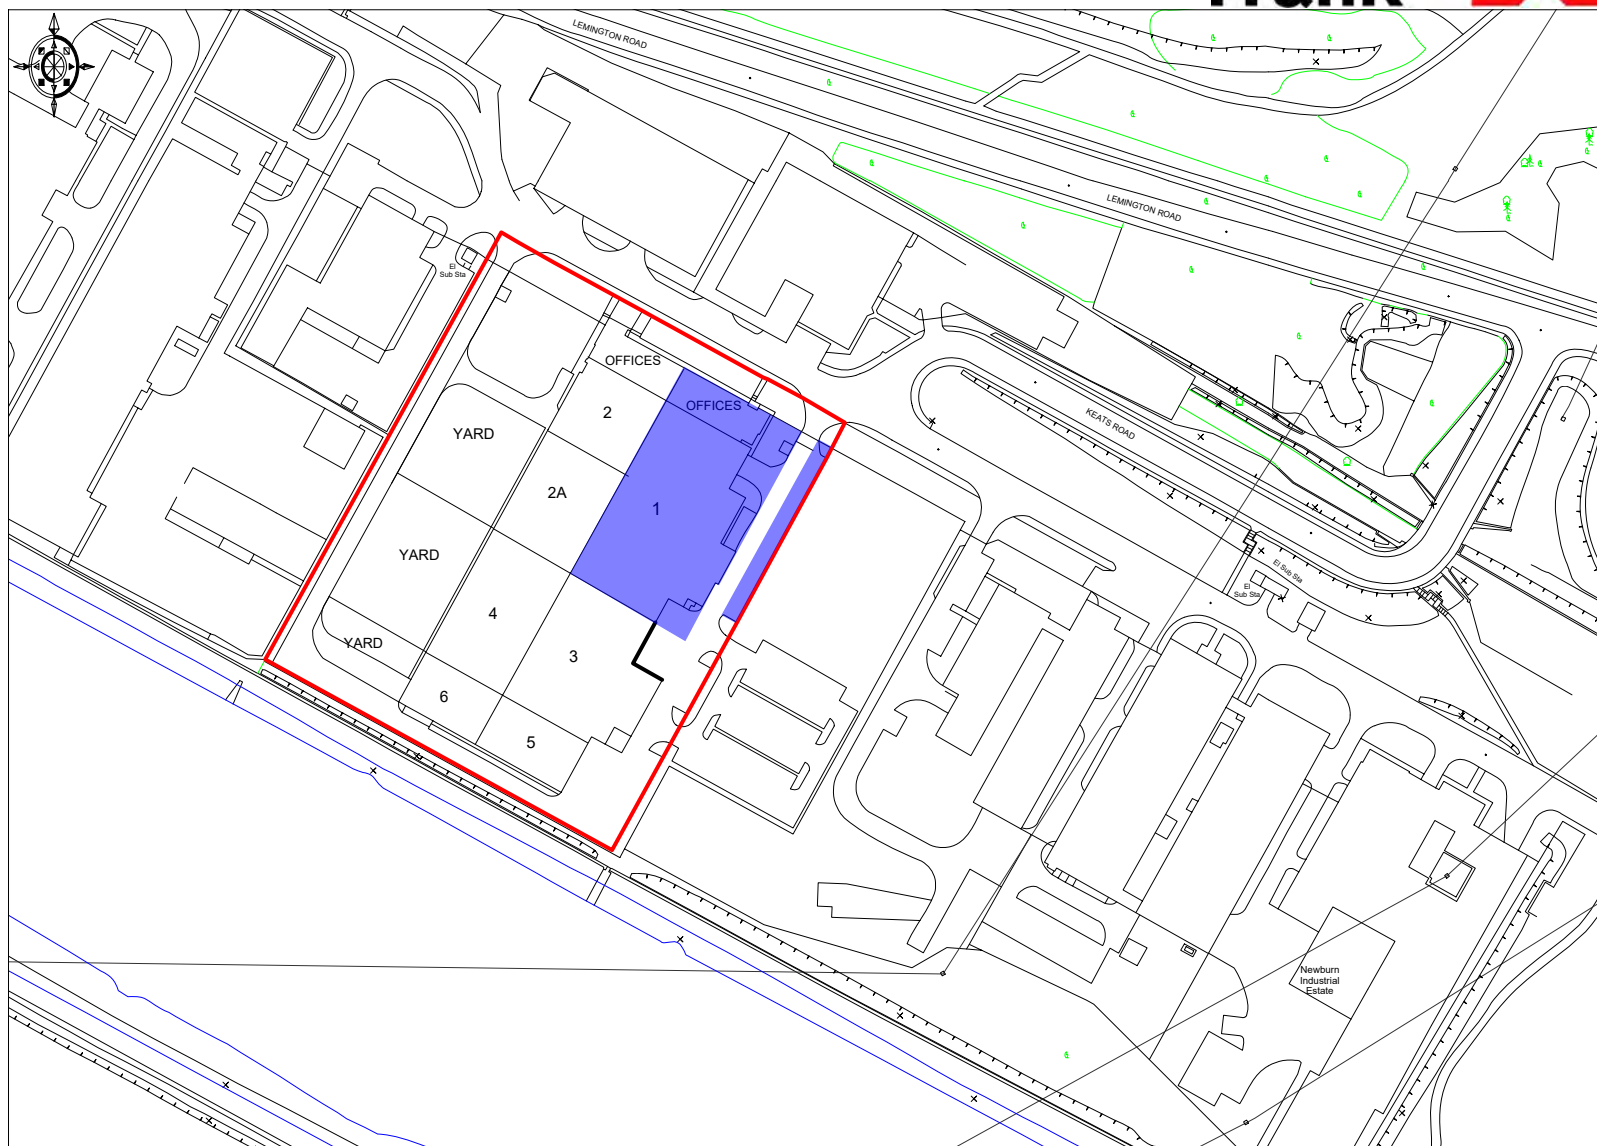 LEMINGTON ROAD
LEMINGTON ROAD
El
Sub Sta
OFFICES
OFFICES
2
YARD
KEATS ROAD
2A
1
YARD
El Sub Sta
El
Sub Sta
4
YARD
3
6
5
Newburn
Industrial
Estate